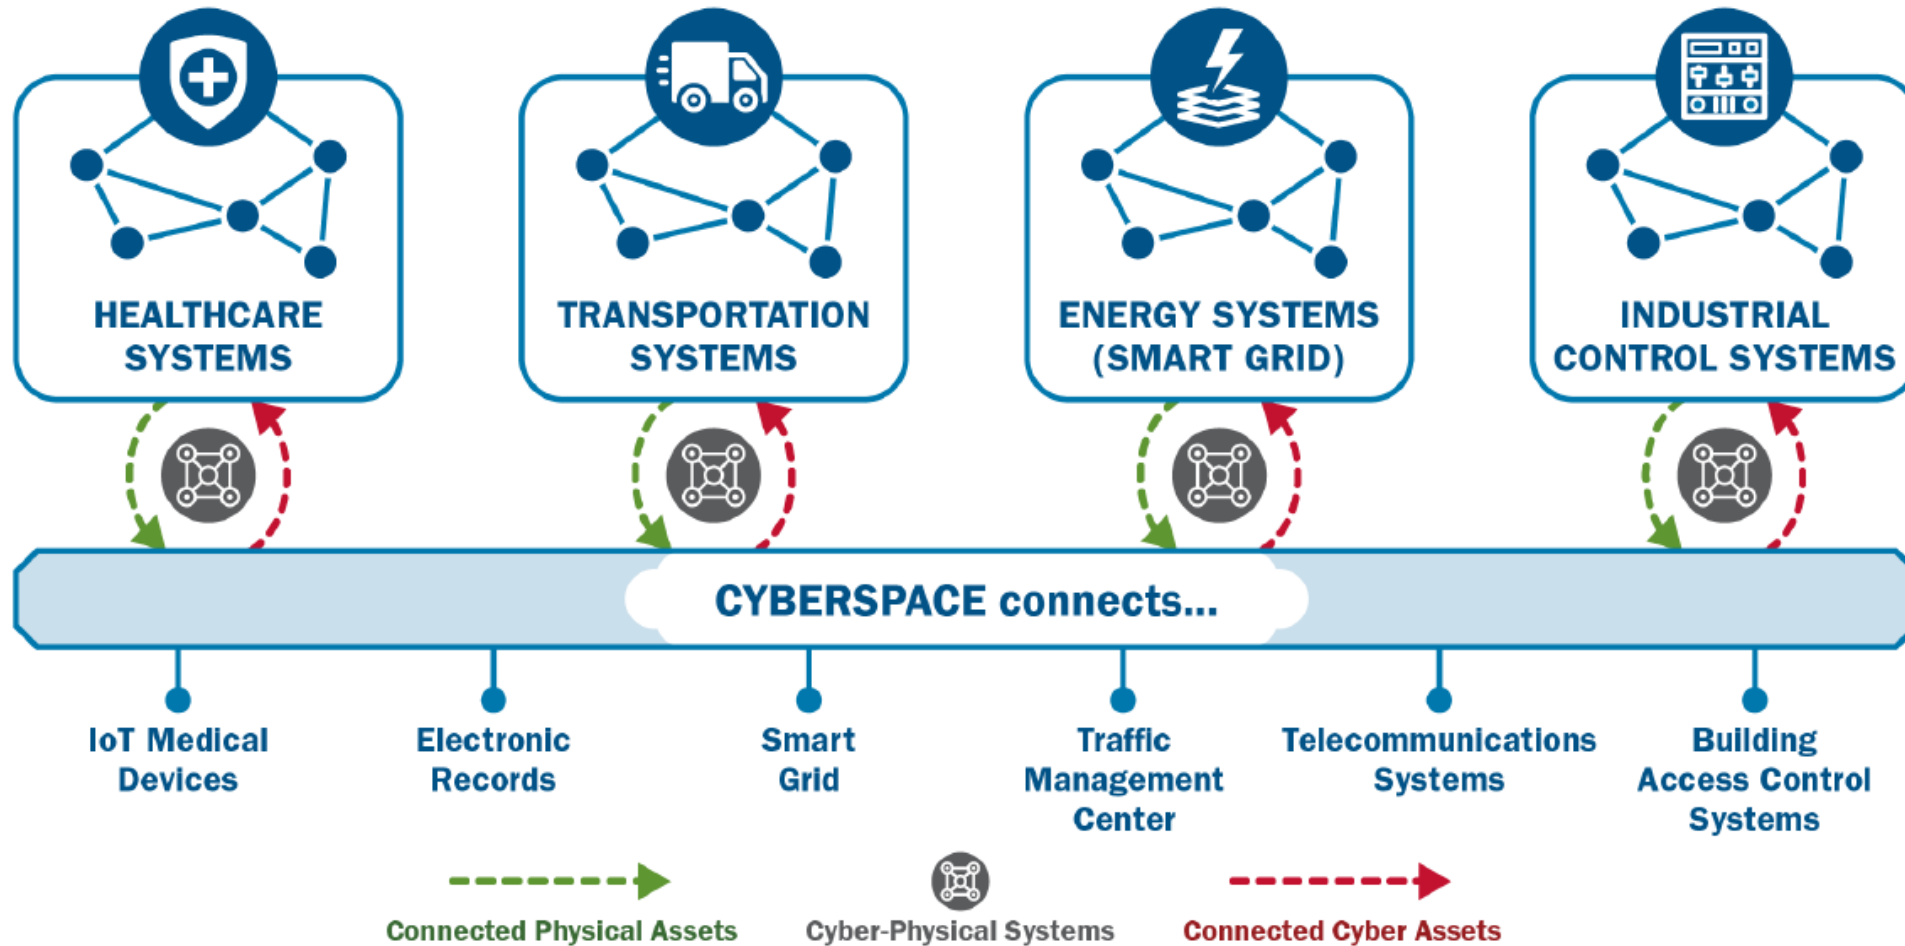 HEALTHCARE
SYSTEMS
TRANSPORTATION
SYSTEMS
ENERGY SYSTEMS
(SMART GRID)
INDUSTRIAL
CONTROL SYSTEMS
CYBERSPACE connects...
IoT Medical
Devices
Electronic
Records
Smart
Grid
Traffic
Management
Center
Telecommunications
Systems
Building
Access Control
Systems
Connected Physical Assets
Cyber-Physical Systems
Connected Cyber Assets